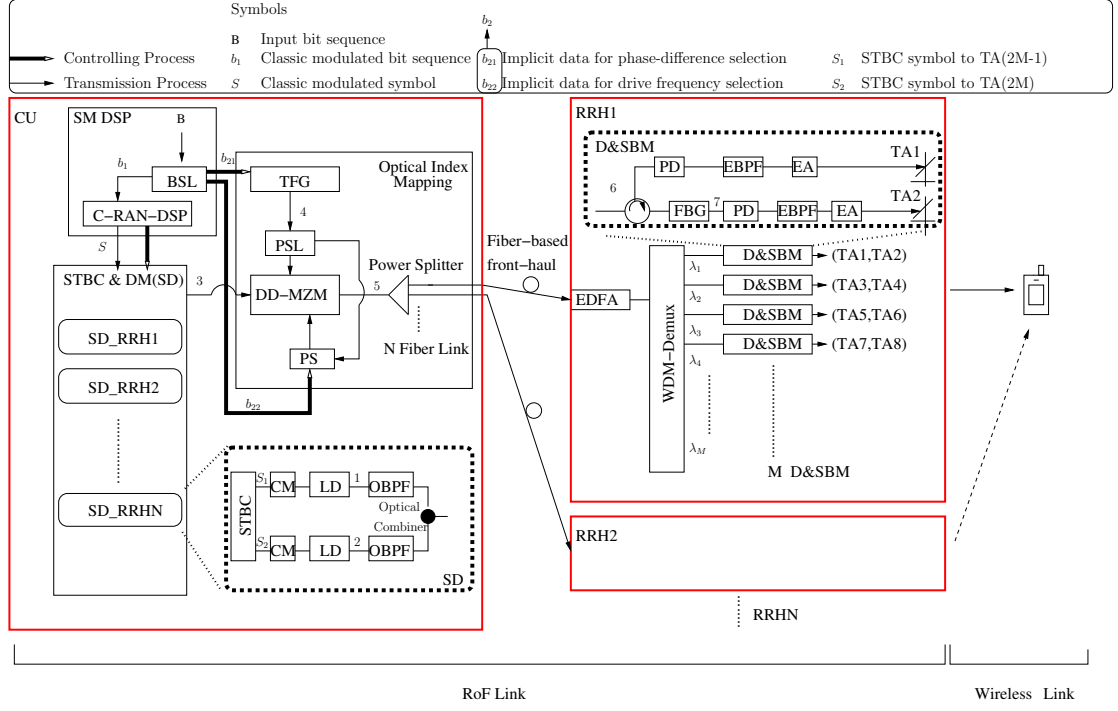 Symbols
B Input bit sequence
b₂
Controlling Process
b₁ Classic modulated bit sequence
b₂₁ Implicit data for phase-difference selection
S₁ STBC symbol to TA(2M-1)
Transmission Process
S Classic modulated symbol
b₂₂ Implicit data for drive frequency selection
S₂ STBC symbol to TA(2M)
CU
SM DSP
B
b₁
BSL
b₂₁
C-RAN-DSP
S
Optical Index
Mapping
TFG
4
PSL
DD-MZM
PS
b₂₂
3
5
Power Splitter
N Fiber Link
STBC & DM(SD)
SD_RRH1
SD_RRH2
SD_RRHN
STBC
S₁
CM
LD
1
OBPF
Optical
Combiner
S₂
CM
LD
2
OBPF
SD
Fiber-based
front-haul
RRH1
D&SBM
6
PD
EBPF
EA
TA1
FBG
7
PD
EBPF
EA
TA2
EDFA
WDM-Demux
λ₁
D&SBM
(TA1,TA2)
λ₂
D&SBM
(TA3,TA4)
λ₃
D&SBM
(TA5,TA6)
λ₄
D&SBM
(TA7,TA8)
λM
M D&SBM
RRH2
RRHN
RoF Link
Wireless Link